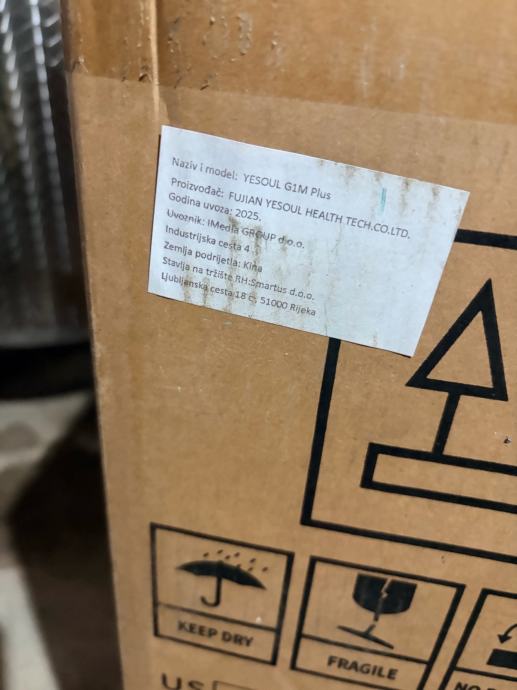 Naziv i model: YESOUL G1M Plus
Proizvođač: FUJIAN YESOUL HEALTH TECH.CO.LTD.
Godina uvoza: 2025.
Uvoznik: IMedia GROUP d.o.o.
Industrijska cesta 4
Zemlja podrijetla: Kina
Stavlja na tržište RH:Smartus d.o.o.
Ljubljanska cesta 18 c, 51000 Rijeka
KEEP DRY
FRAGILE
US